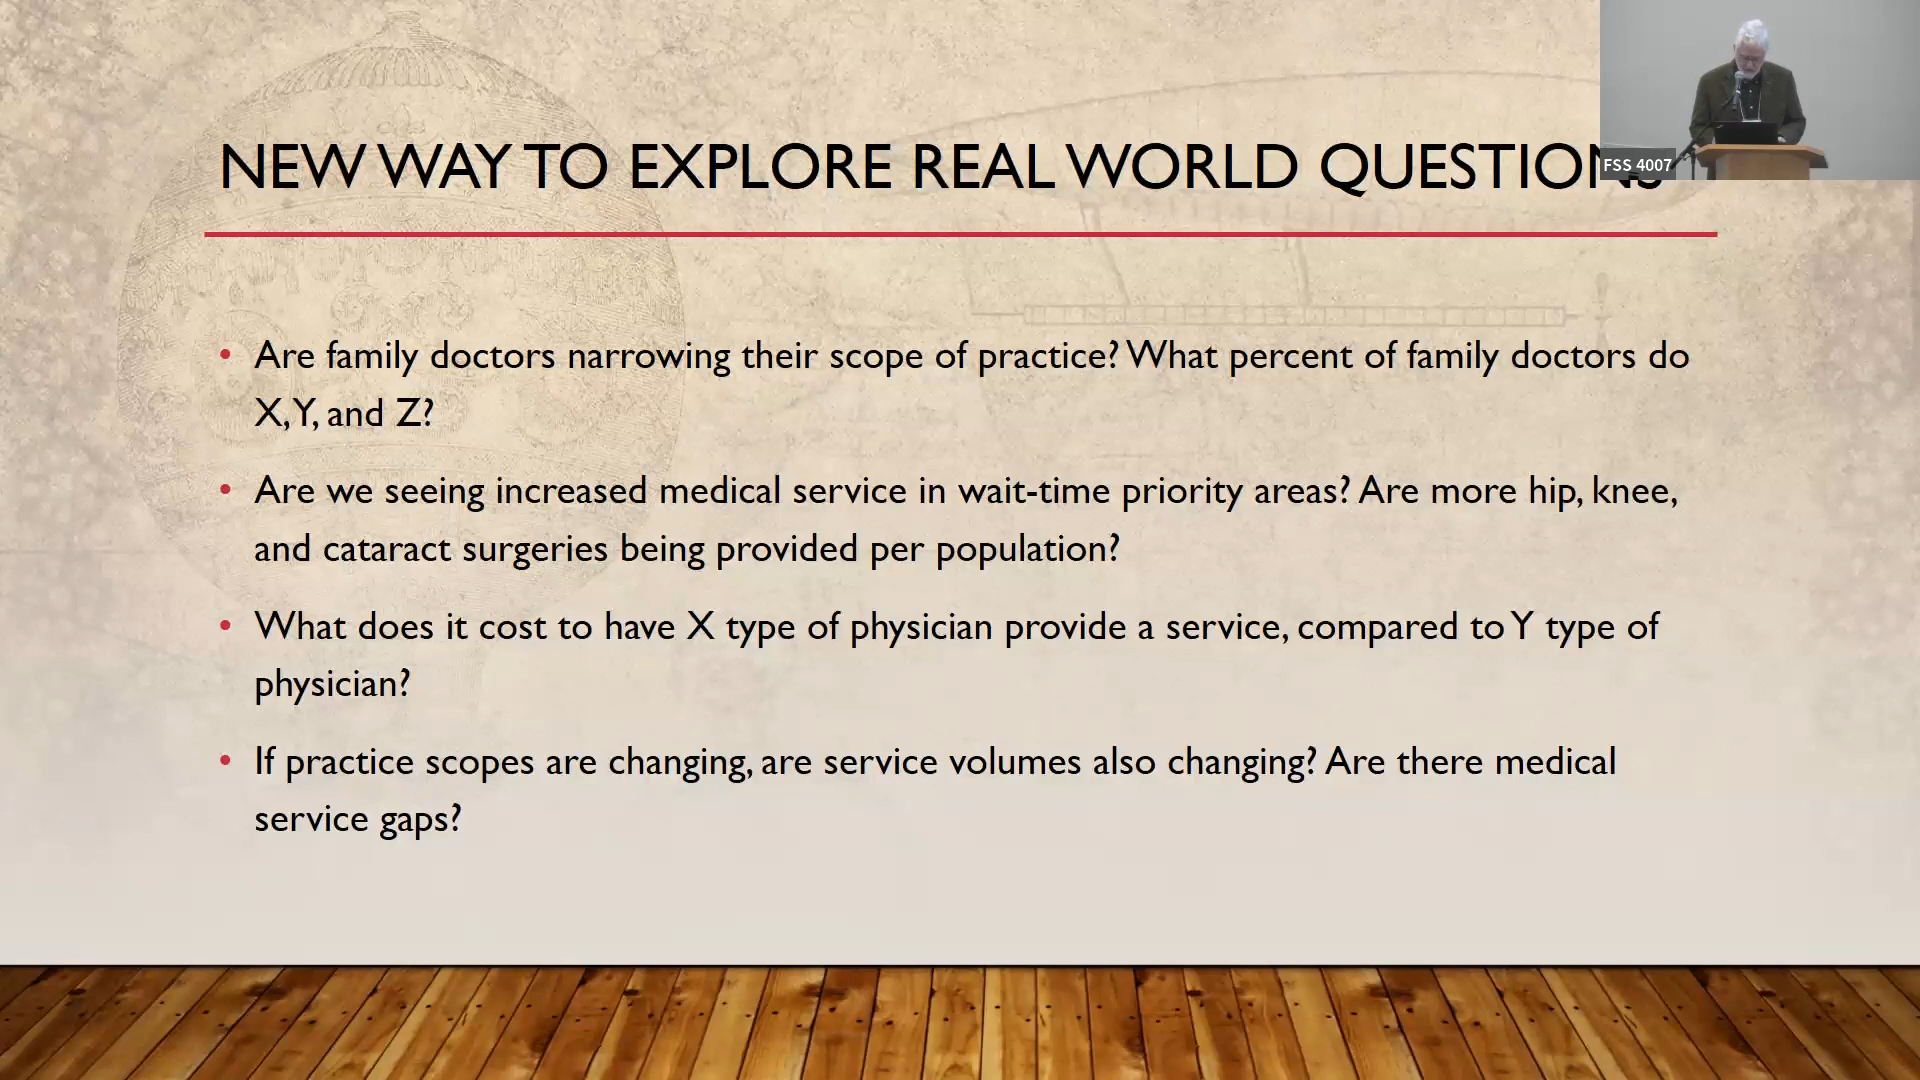 NEW WAY TO EXPLORE REAL WORLD QUESTIONS
FSS 4007
• Are family doctors narrowing their scope of practice? What percent of family doctors do
X, Y, and Z?
• Are we seeing increased medical service in wait-time priority areas? Are more hip, knee,
and cataract surgeries being provided per population?
• What does it cost to have X type of physician provide a service, compared to Y type of
physician?
• If practice scopes are changing, are service volumes also changing? Are there medical
service gaps?